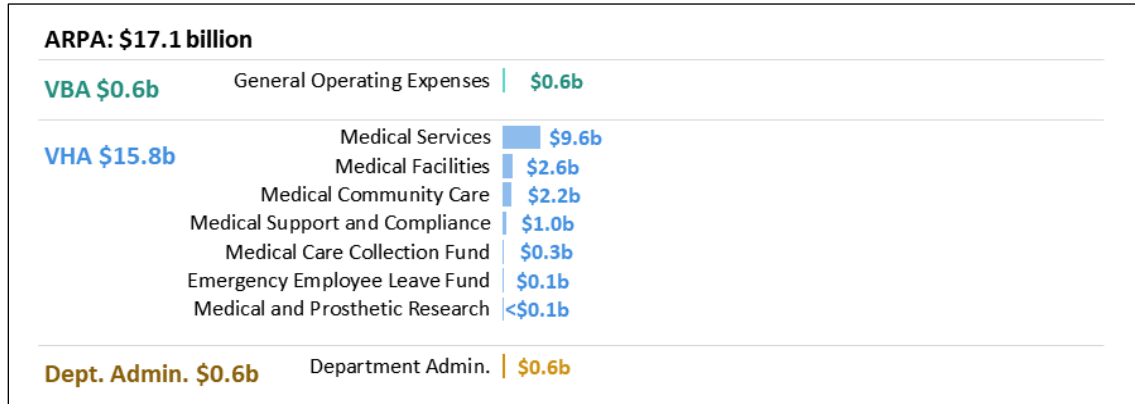 ARPA: $17.1 billion
VBA $0.6b
General Operating Expenses $0.6b
VHA $15.8b
Medical Services $9.6b
Medical Facilities $2.6b
Medical Community Care $2.2b
Medical Support and Compliance $1.0b
Medical Care Collection Fund $0.3b
Emergency Employee Leave Fund $0.1b
Medical and Prosthetic Research <$0.1b
Dept. Admin. $0.6b
Department Admin. $0.6b